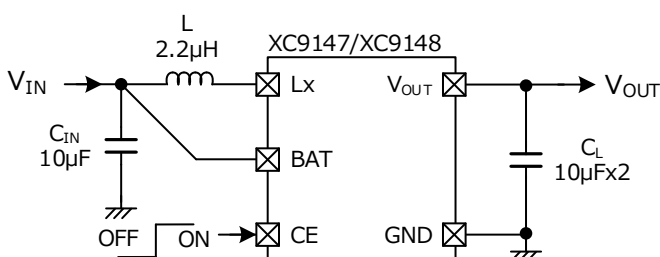 L
2.2µH
XC9147/XC9148
VIN
Lx
VOUT
VOUT
CIN
10µF
BAT
CL
10µFx2
OFF ON
CE
GND